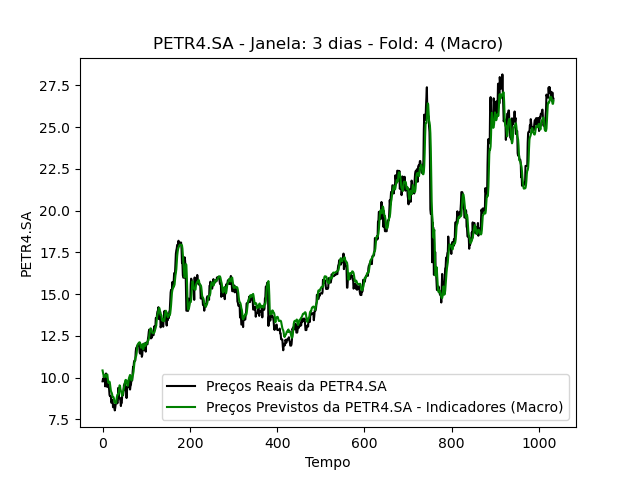 PETR4.SA - Janela: 3 dias - Fold: 4 (Macro)
27.5
25.0
22.5
20.0
17.5
15.0
12.5
10.0
7.5
PETR4.SA
Preços Reais da PETR4.SA
Preços Previstos da PETR4.SA - Indicadores (Macro)
0 200 400 600 800 1000
Tempo